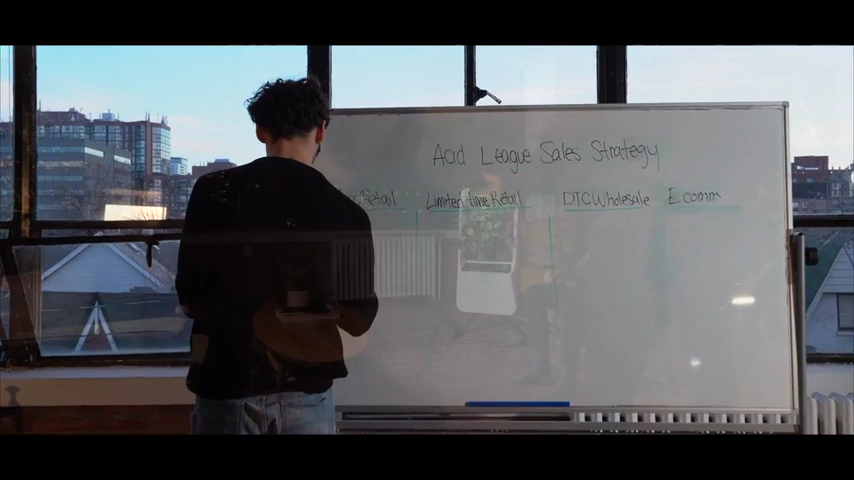 Acid League Sales Strategy
Retail Limited time Retail DTC Wholesale Ecomm